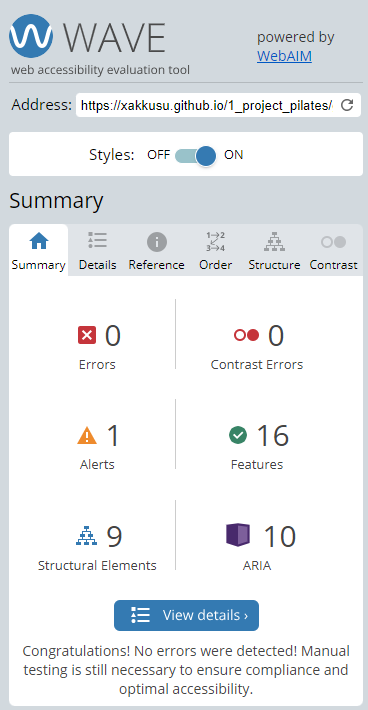 WAVE
web accessibility evaluation tool
powered by
WebAIM
Address: https://xakkusu.github.io/1_project_pilates/
Styles: OFF ON
Summary
Summary Details Reference Order Structure Contrast
0 0
Errors Contrast Errors
1 16
Alerts Features
9 10
Structural Elements ARIA
View details ›
Congratulations! No errors were detected! Manual
testing is still necessary to ensure compliance and
optimal accessibility.